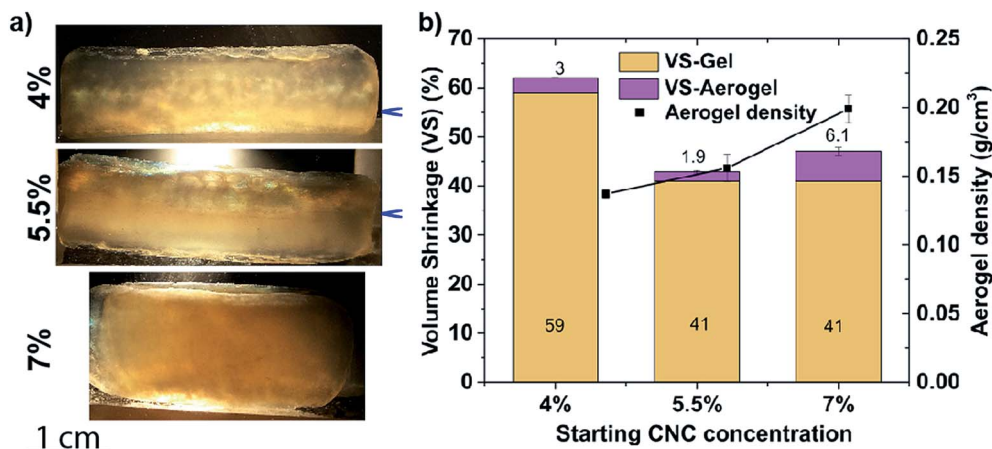 a)
4%
5.5%
7%
1 cm
b)
Volume Shrinkage (VS) (%)
70
60
50
40
30
20
10
0
VS-Gel
VS-Aerogel
Aerogel density
3
1.9
6.1
59
41
41
0.25
0.20
0.15
0.10
0.05
0.00
Aerogel density (g/cm³)
4%
5.5%
7%
Starting CNC concentration